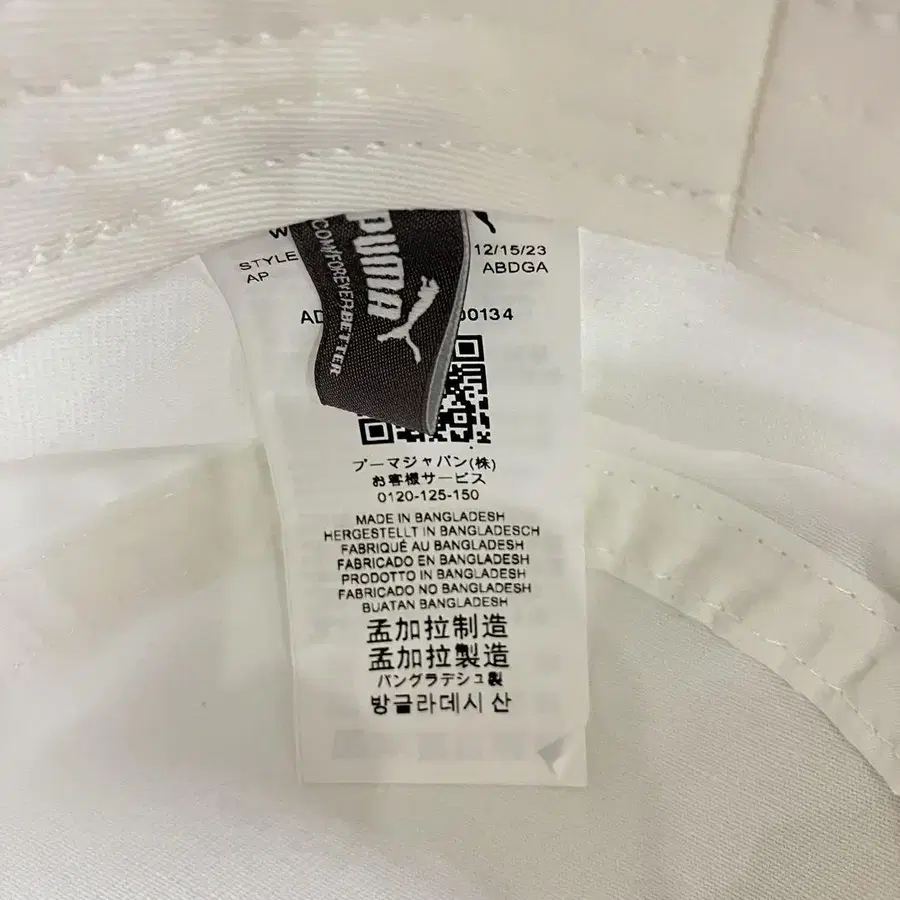 W
STYLE
12/15/23
AP
ABDGA
AD
00134
PUMA
FOREVER.BETTER
プーマジャパン(株)
お客様サービス
0120-125-150
MADE IN BANGLADESH
HERGESTELLT IN BANGLADESCH
FABRIQUÉ AU BANGLADESH
FABRICADO EN BANGLADESH
PRODOTTO IN BANGLADESH
FABRICADO NO BANGLADESH
BUATAN BANGLADESH
孟加拉制造
孟加拉製造
バングラデシュ製
방글라데시 산